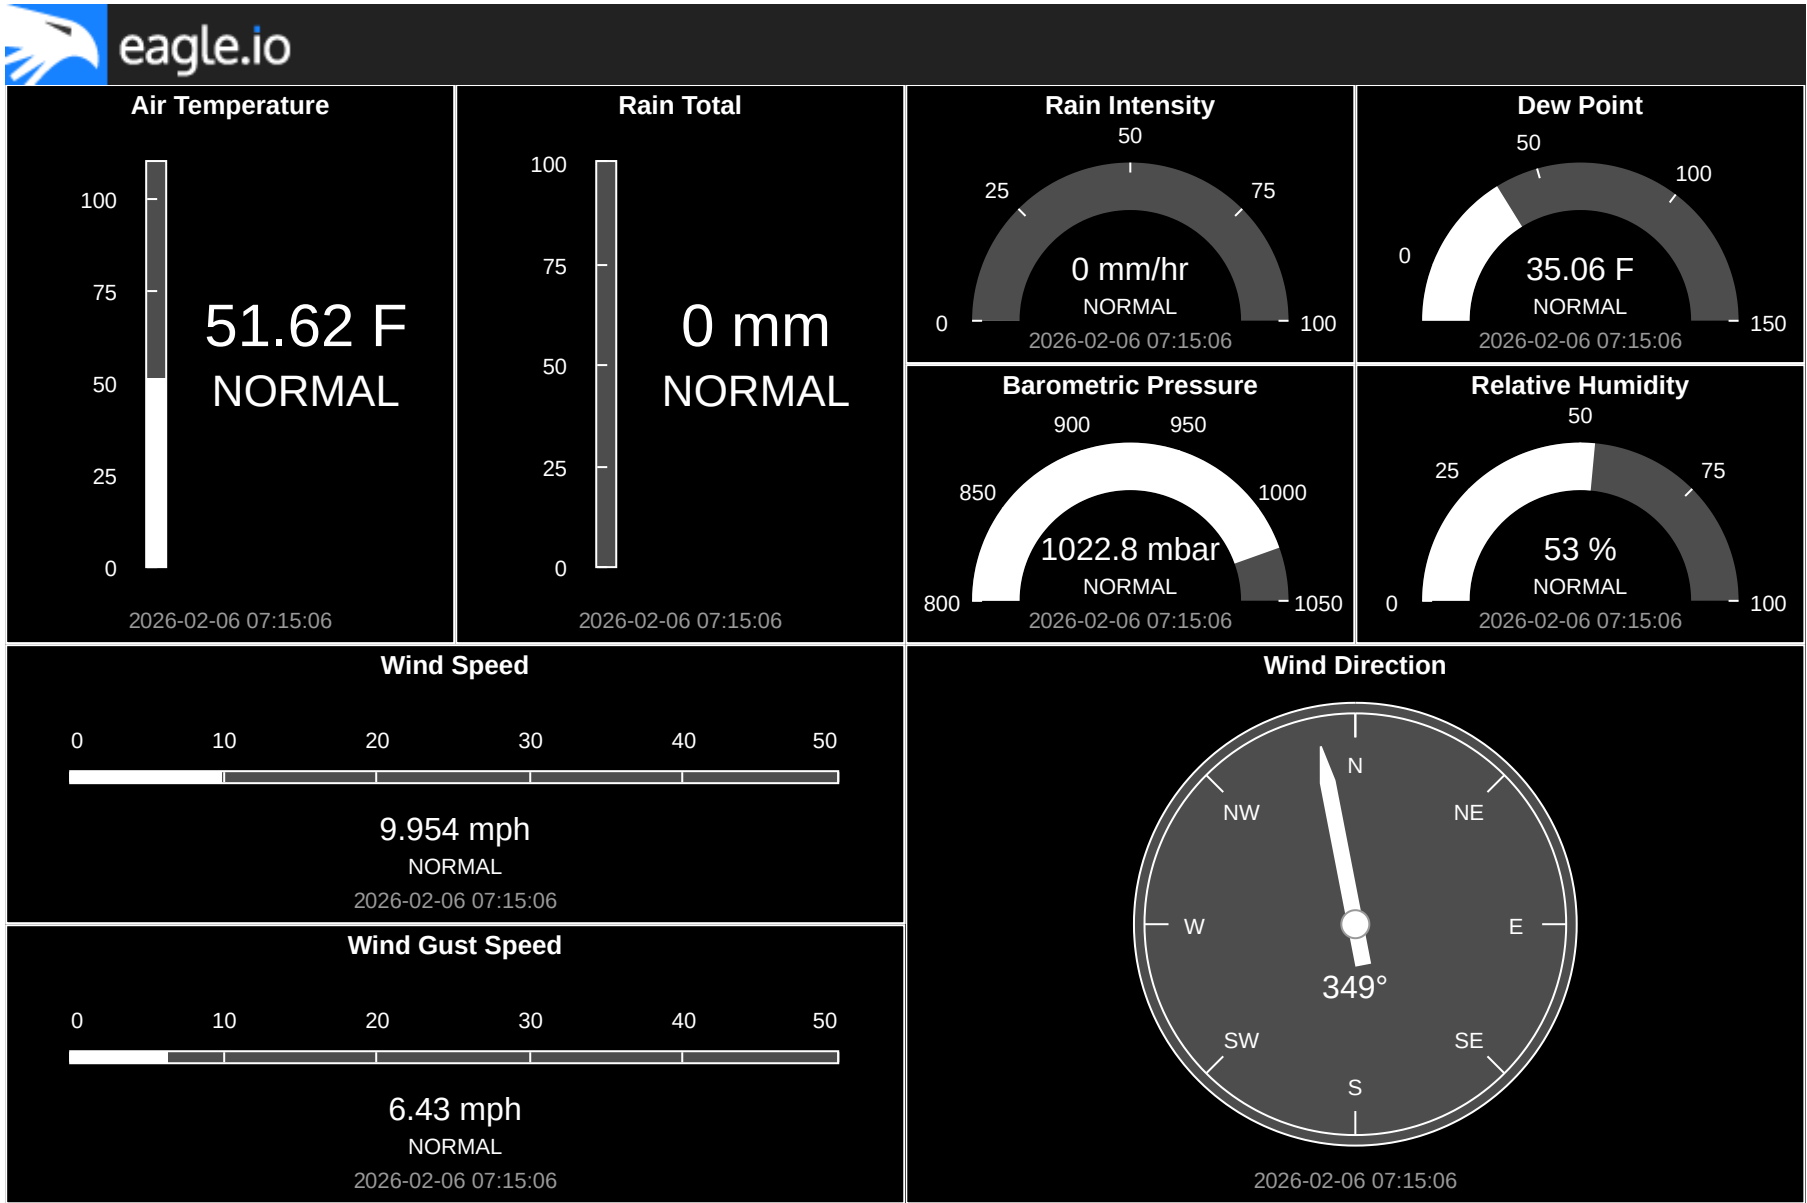 eagle.io
Air Temperature
100
75
50
25
0
51.62 F
NORMAL
2026-02-06 07:15:06
Rain Total
100
75
50
25
0
0 mm
NORMAL
2026-02-06 07:15:06
Rain Intensity
50
25
75
0
100
0 mm/hr
NORMAL
2026-02-06 07:15:06
Dew Point
50
100
0
150
35.06 F
NORMAL
2026-02-06 07:15:06
Barometric Pressure
900
950
850
1000
800
1050
1022.8 mbar
NORMAL
2026-02-06 07:15:06
Relative Humidity
50
25
75
0
100
53 %
NORMAL
2026-02-06 07:15:06
Wind Speed
0 10 20 30 40 50
9.954 mph
NORMAL
2026-02-06 07:15:06
Wind Gust Speed
0 10 20 30 40 50
6.43 mph
NORMAL
2026-02-06 07:15:06
Wind Direction
N
NW NE
W E
349°
SW SE
S
2026-02-06 07:15:06